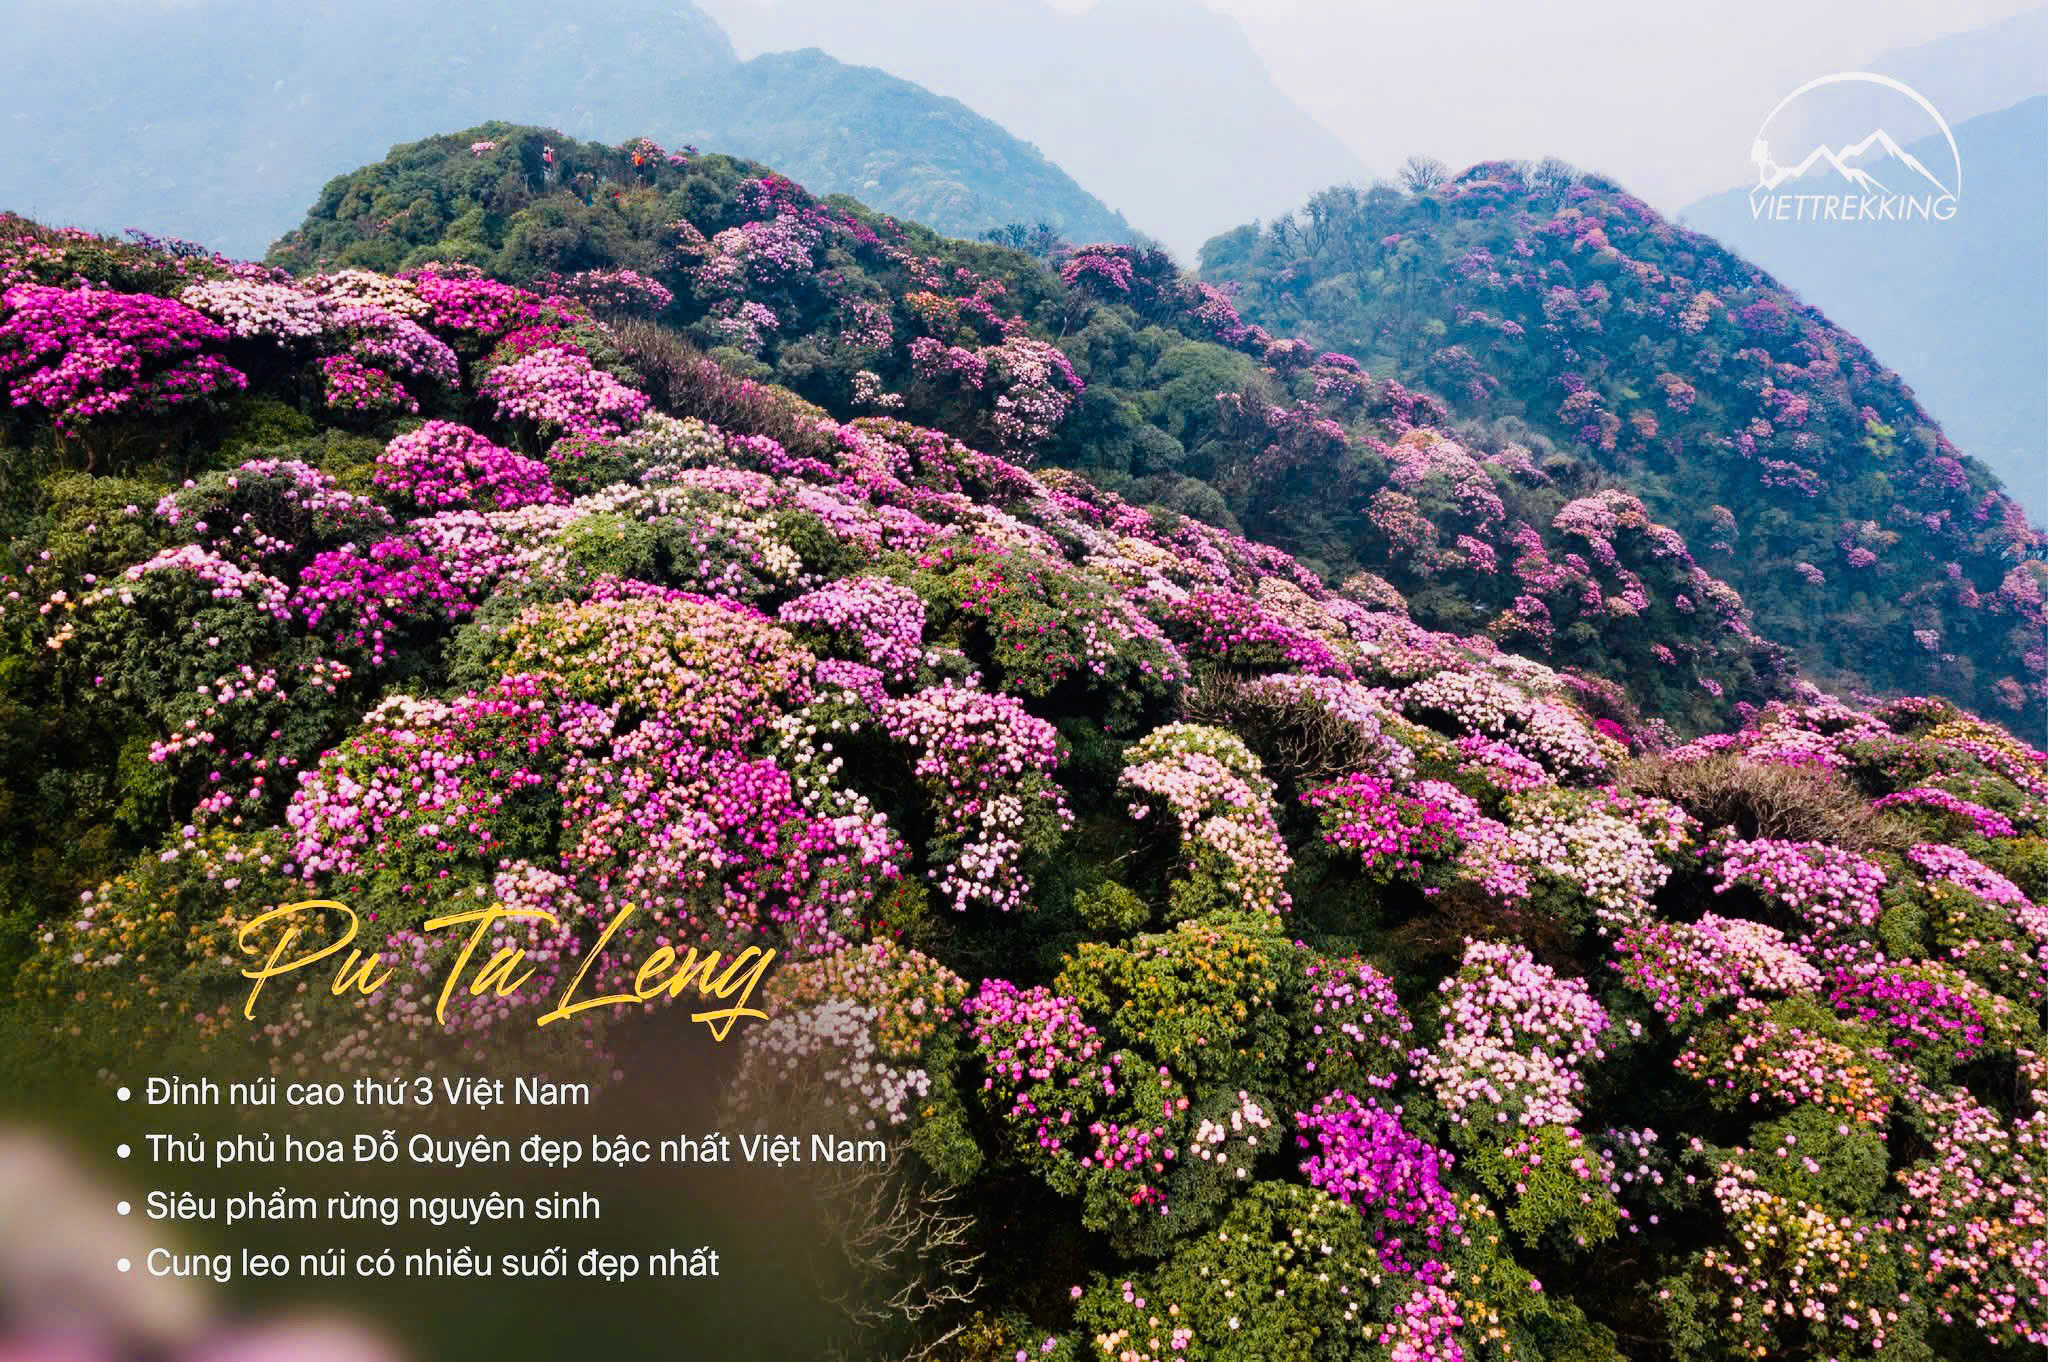 VIETTREKKING
Pu Ta Leng
• Đỉnh núi cao thứ 3 Việt Nam
• Thủ phủ hoa Đỗ Quyên đẹp bậc nhất Việt Nam
• Siêu phẩm rừng nguyên sinh
• Cung leo núi có nhiều suối đẹp nhất